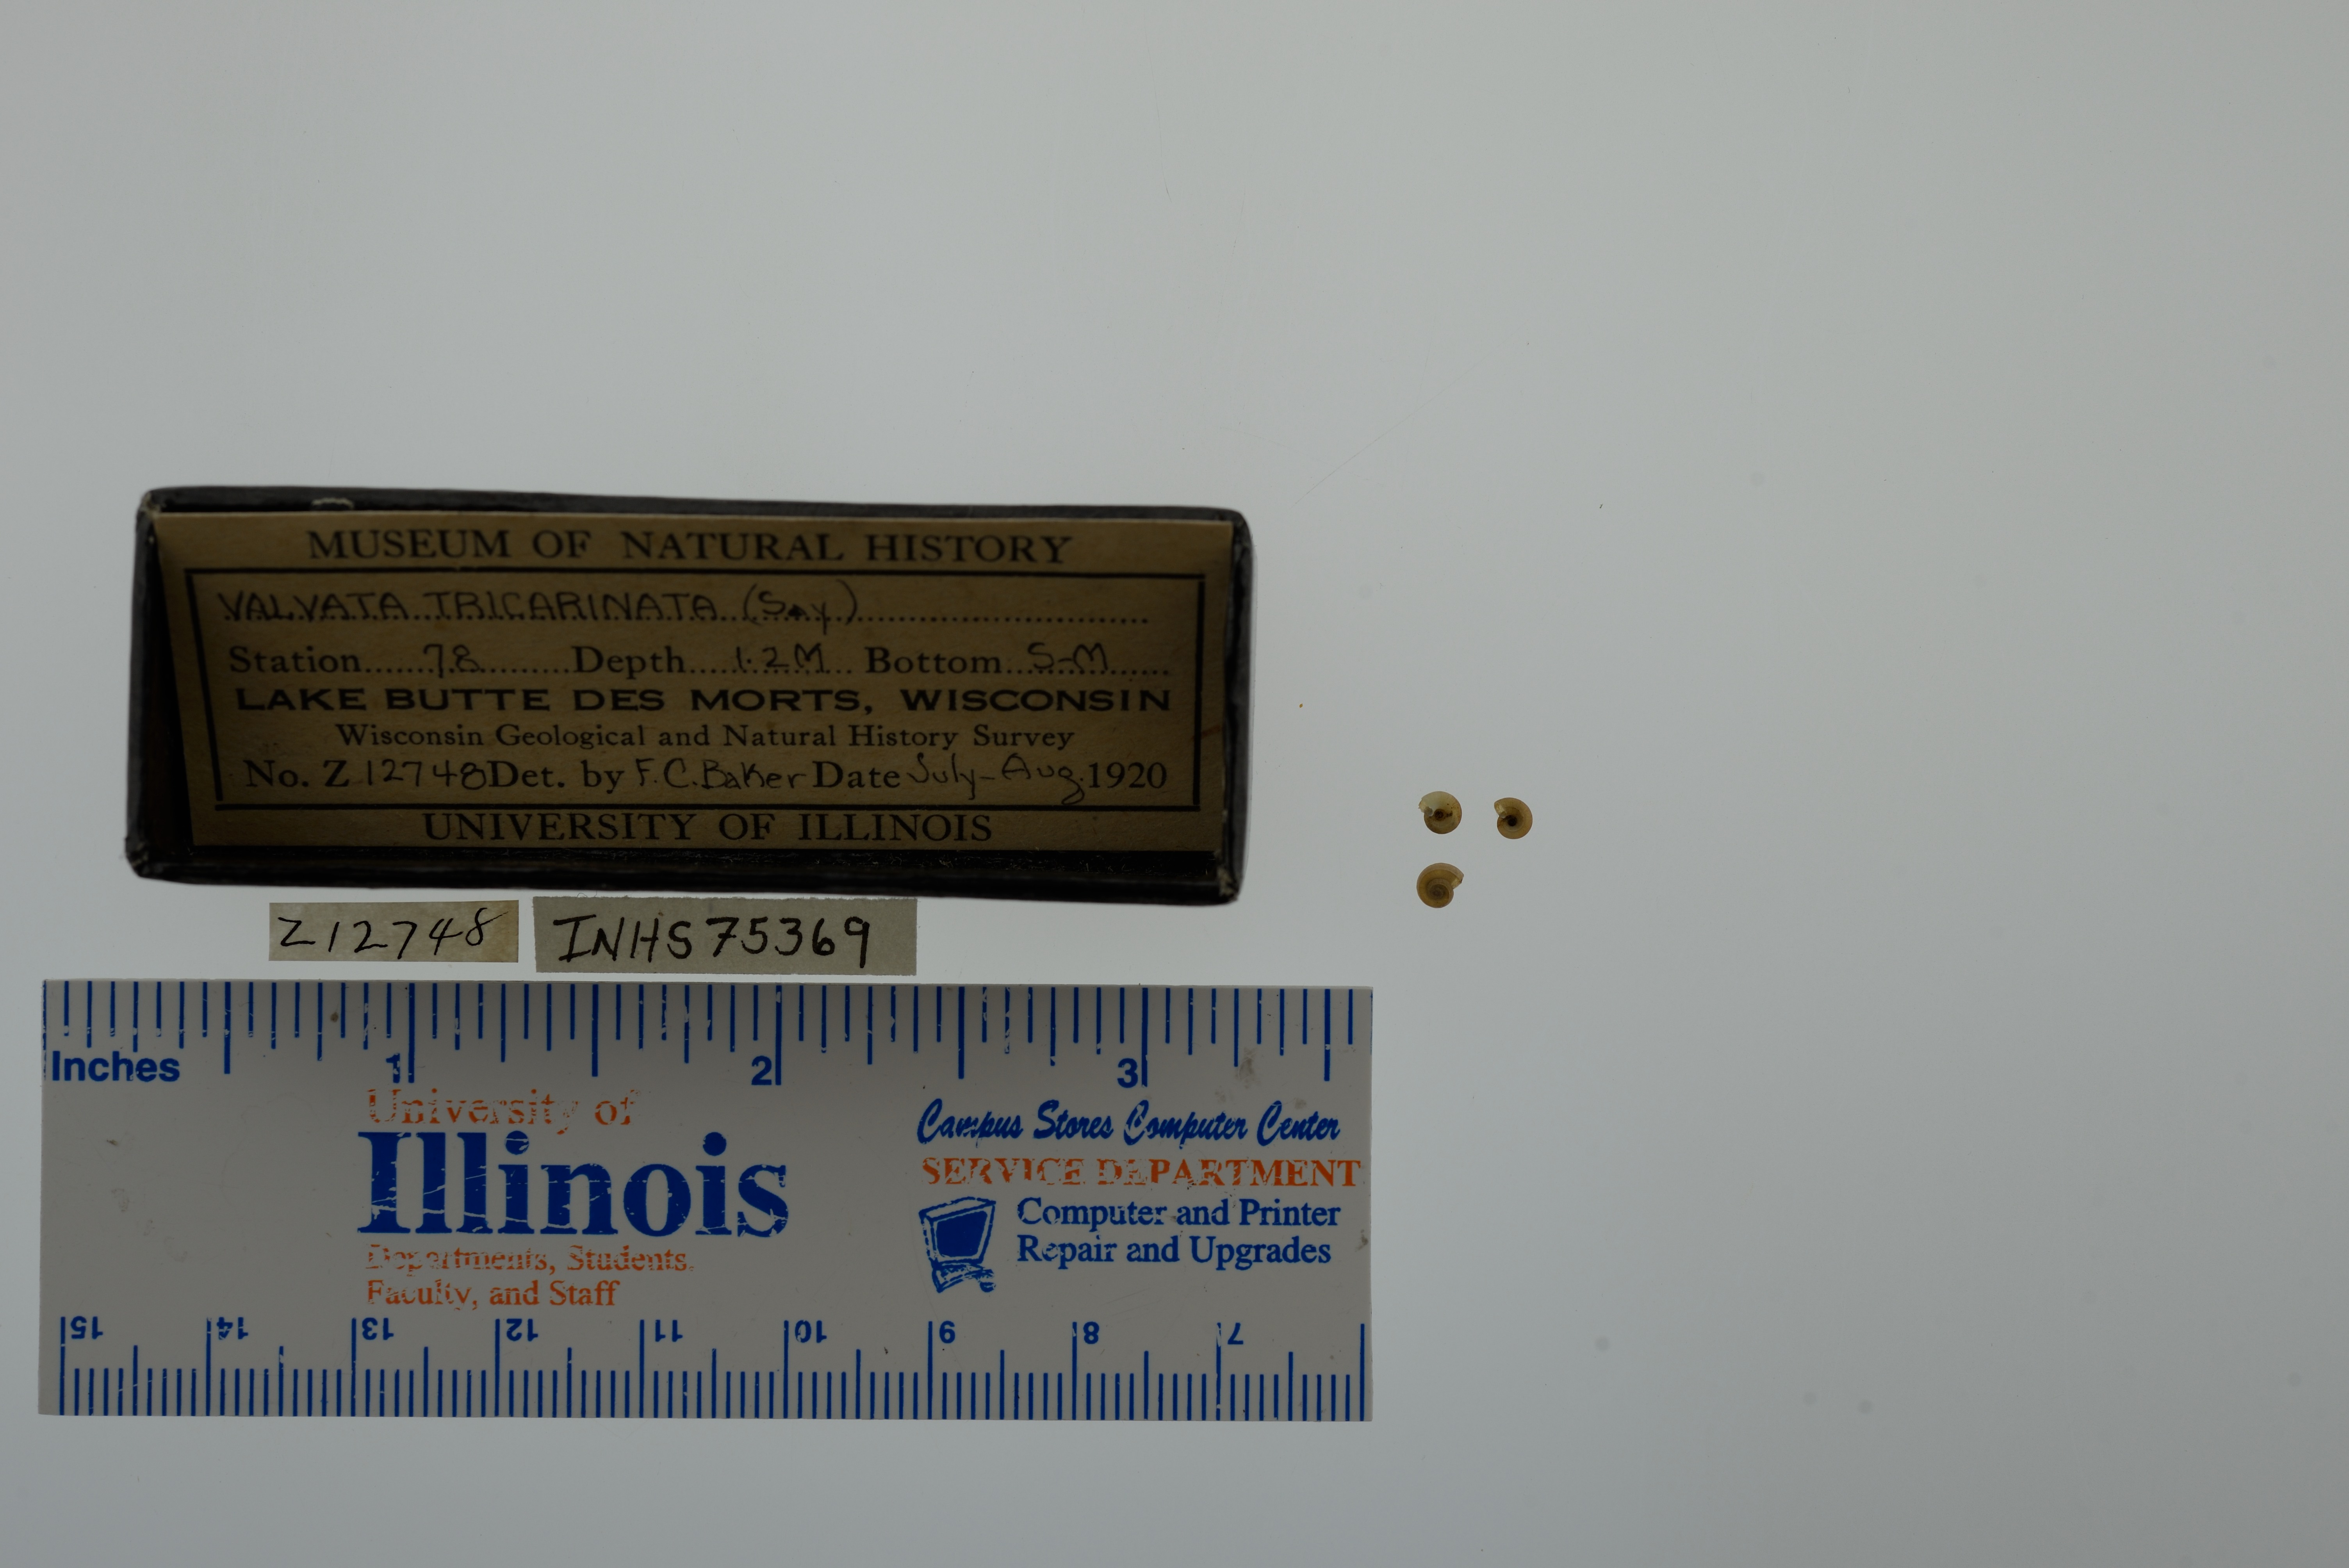 MUSEUM OF NATURAL HISTORY
VALVATA TRICARINATA (Say)
Station 78 Depth 1.2M Bottom S-M
LAKE BUTTE DES MORTS, WISCONSIN
Wisconsin Geological and Natural History Survey
No. Z 12748 Det. by F.C. Baker Date July-Aug. 1920
UNIVERSITY OF ILLINOIS
Z12748
INHS75369
Inches 1 2 3
University of
Illinois
Departments, Students,
Faculty, and Staff
Campus Stores Computer Center
SERVICE DEPARTMENT
Computer and Printer
Repair and Upgrades
15 14 13 12 11 10 9 8 7